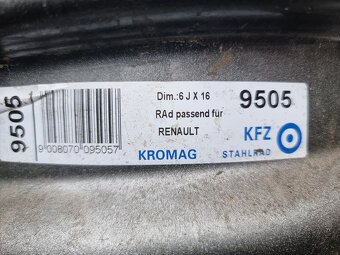 9505
9 008070 095057
Dim.:6 J X 16
RAd passend für
RENAULT
KROMAG
9505
KFZ
STAHLRAD